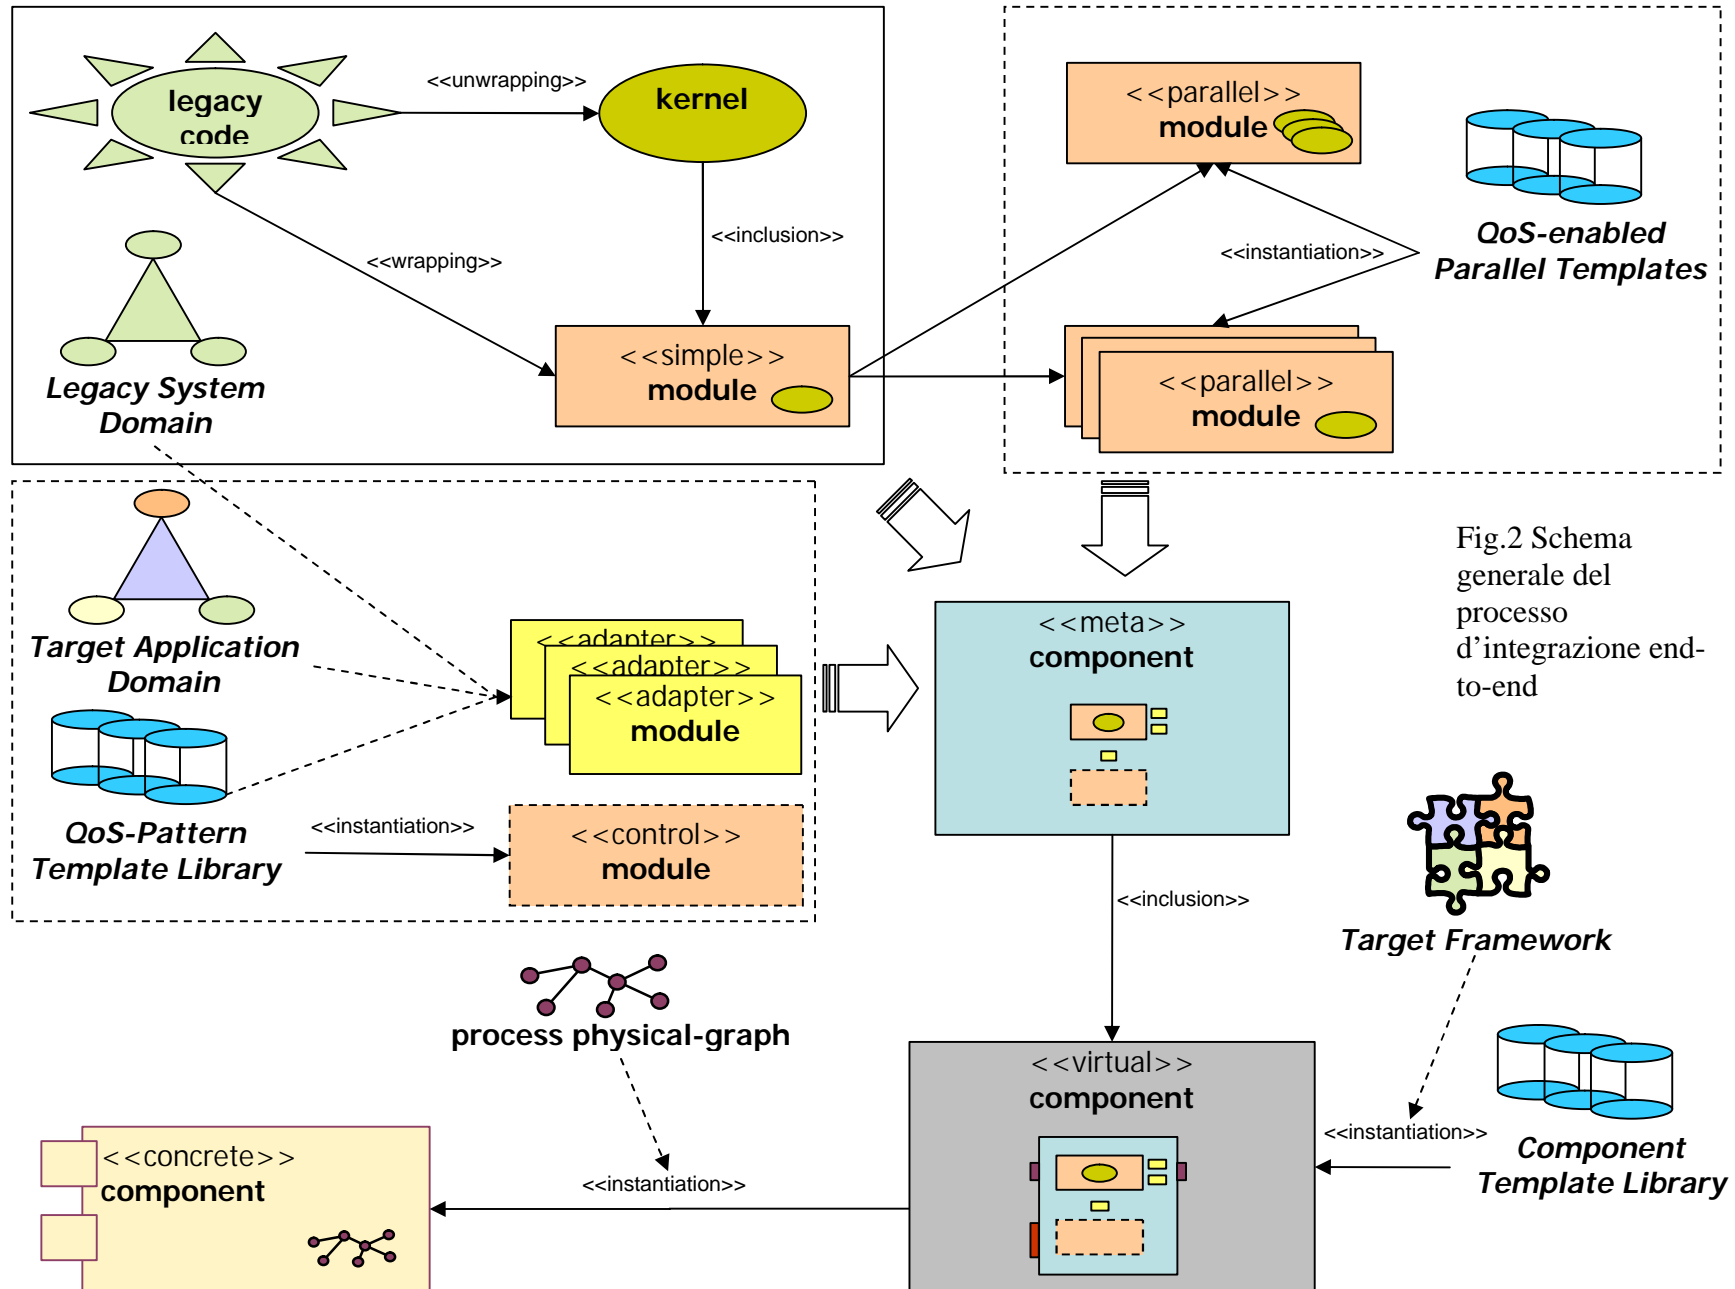 legacy
code
<<unwrapping>>
kernel
<<wrapping>>
<<inclusion>>
Legacy System
Domain
<<simple>>
module
<<parallel>>
module
<<instantiation>>
QoS-enabled
Parallel Templates
<<parallel>>
module
Target Application
Domain
<<adapter>>
<<adapter>>
<<adapter>>
module
QoS-Pattern
Template Library
<<instantiation>>
<<control>>
module
<<meta>>
component
Fig.2 Schema
generale del
processo
d’integrazione end-
to-end
<<inclusion>>
Target Framework
process physical-graph
<<virtual>>
component
<<instantiation>>
Component
Template Library
<<instantiation>>
<<concrete>>
component